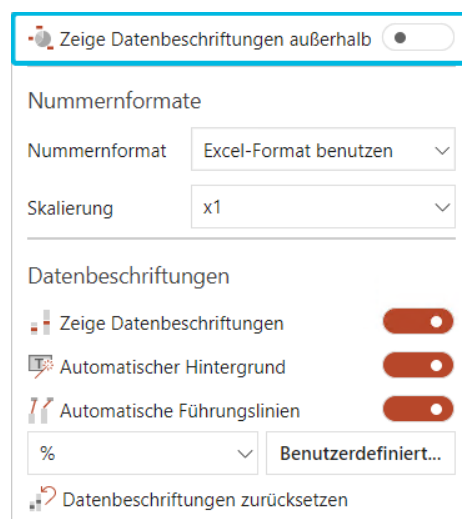 Zeige Datenbeschriftungen außerhalb
Nummernformate
Nummernformat Excel-Format benutzen
Skalierung x1
Datenbeschriftungen
Zeige Datenbeschriftungen
Automatischer Hintergrund
Automatische Führungslinien
% Benutzerdefiniert...
Datenbeschriftungen zurücksetzen